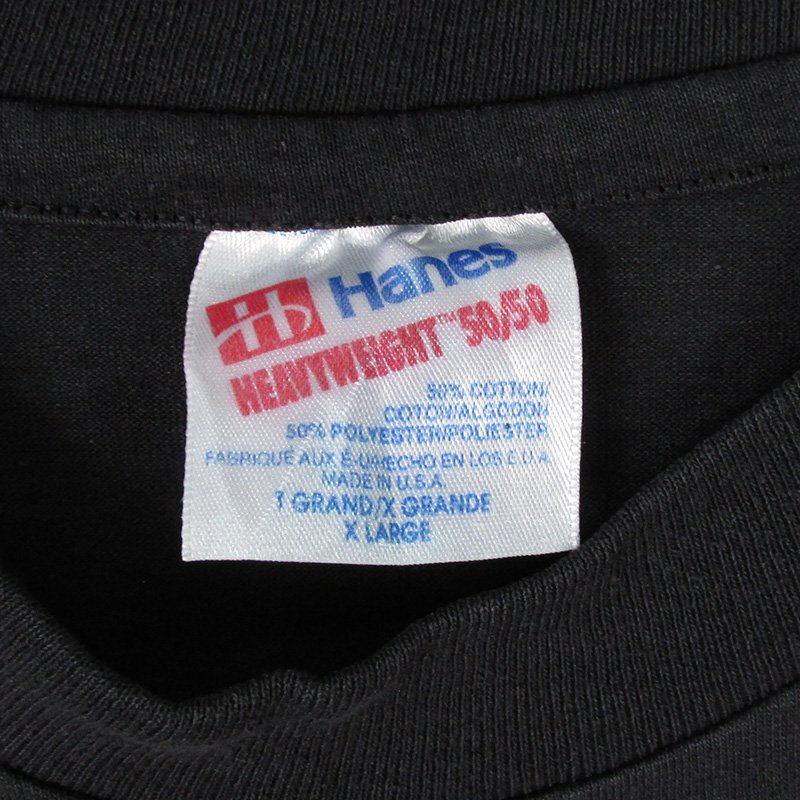 H Hanes
HEAVYWEIGHT™ 50/50
50% COTTON/
COTON/ALGODON
50% POLYESTER/POLIESTER
FABRIQUE AUX É.-U./HECHO EN LOS E.U.A.
MADE IN U.S.A.
T GRAND/X GRANDE
X LARGE